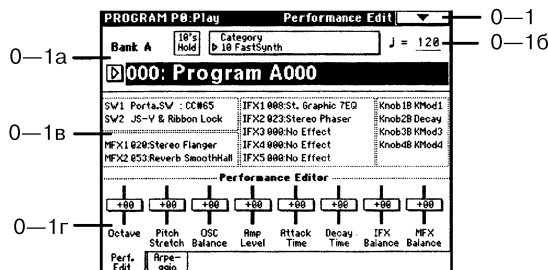 PROGRAM P0:Play Performance Edit
0—1
Bank A
10's Hold
Category
10 FastSynth
♩ = 120
0—1б
0—1а
000: Program A000
SW1 Porta.SW :CC#65
SW2 JS-Y & Ribbon Lock
IFX1 008:St. Graphic 7EQ
IFX2 023:Stereo Phaser
IFX3 000:No Effect
IFX4 000:No Effect
IFX5 000:No Effect
Knob1B KMod1
Knob2B Decay
Knob3B KMod3
Knob4B KMod4
0—1в
MFX1 020:Stereo Flanger
MFX2 053:Reverb SmoothHall
Performance Editor
0—1г
+00 +00 +00 +00 +00 +00 +00 +00
Octave Pitch Stretch OSC Balance Amp Level Attack Time Decay Time IFX Balance MFX Balance
Perf. Edit
Arpe- ggio